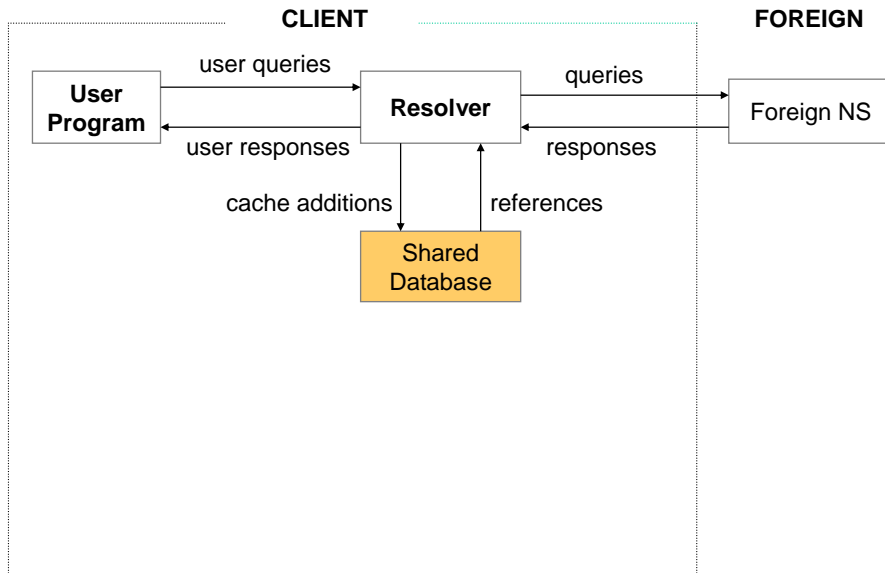 CLIENT
FOREIGN
user queries
queries
User
Program
Resolver
Foreign NS
user responses
responses
cache additions
references
Shared
Database